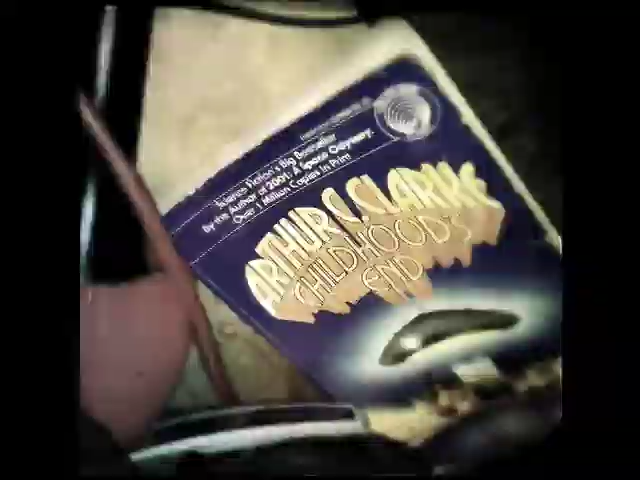 Science Fiction's Big Bestseller
By the Author of 2001: A Space Odyssey.
Over 1 Million Copies in Print
ARTHUR C. CLARKE
CHILDHOOD'S
END